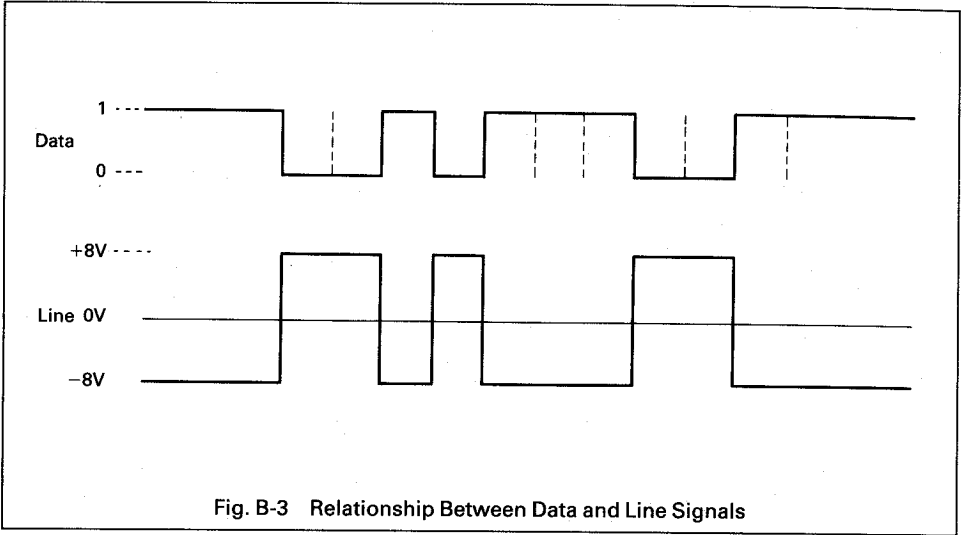 1 ---
Data
0 ---
+8V ----
Line 0V
−8V
Fig. B-3 Relationship Between Data and Line Signals